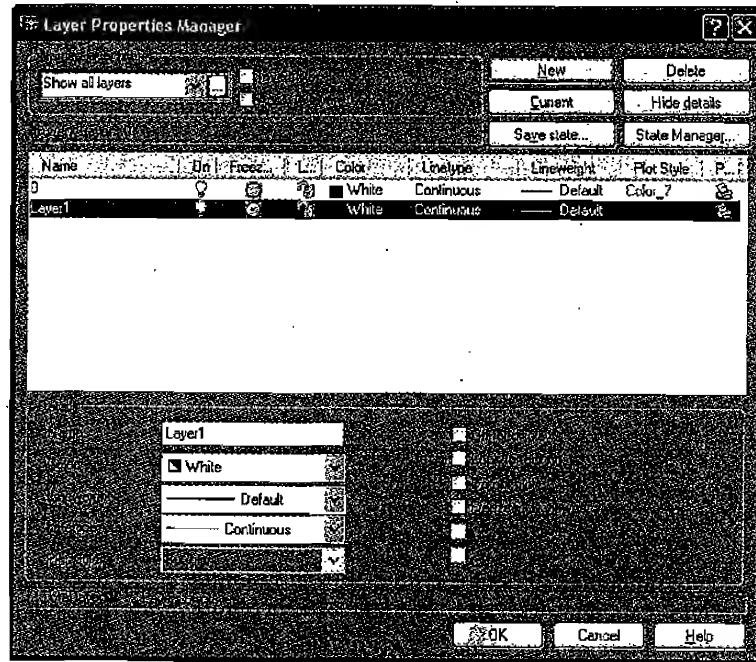 Layer Properties Manager
Show all layers
New Delete
Current Hide details
Save state... State Manager...
Name On Freez... L... Color Linetype Lineweight Plot Style P...
0 White Continuous Default Color_7
Layer1 White Continuous Default
Layer1
White
Default
Continuous
OK Cancel Help